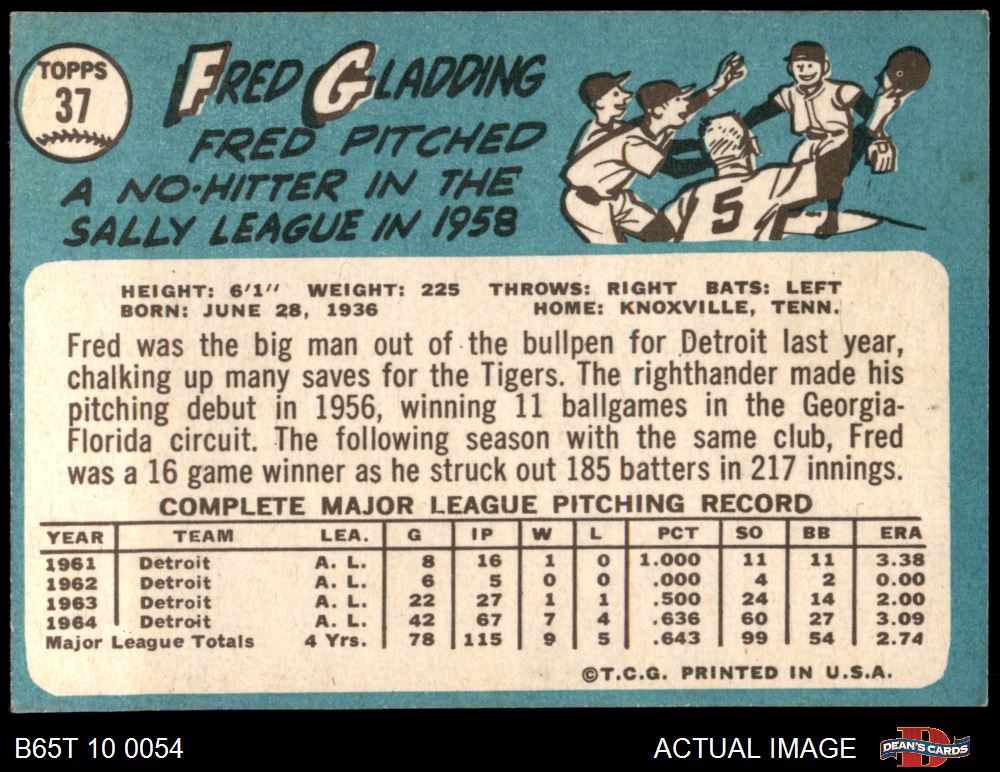 TOPPS
37
FRED GLADDING
FRED PITCHED
A NO-HITTER IN THE
SALLY LEAGUE IN 1958
5
HEIGHT: 6'1" WEIGHT: 225 THROWS: RIGHT BATS: LEFT
BORN: JUNE 28, 1936 HOME: KNOXVILLE, TENN.
Fred was the big man out of the bullpen for Detroit last year,
chalking up many saves for the Tigers. The righthander made his
pitching debut in 1956, winning 11 ballgames in the Georgia-
Florida circuit. The following season with the same club, Fred
was a 16 game winner as he struck out 185 batters in 217 innings.
COMPLETE MAJOR LEAGUE PITCHING RECORD
YEAR TEAM LEA. G IP W L PCT SO BB ERA
1961 Detroit A. L. 8 16 1 0 1.000 11 11 3.38
1962 Detroit A. L. 6 5 0 0 .000 4 2 0.00
1963 Detroit A. L. 22 27 1 1 .500 24 14 2.00
1964 Detroit A. L. 42 67 7 4 .636 60 27 3.09
Major League Totals 4 Yrs. 78 115 9 5 .643 99 54 2.74
©T.C.G. PRINTED IN U.S.A.
B65T 10 0054 ACTUAL IMAGE DEAN'S CARDS